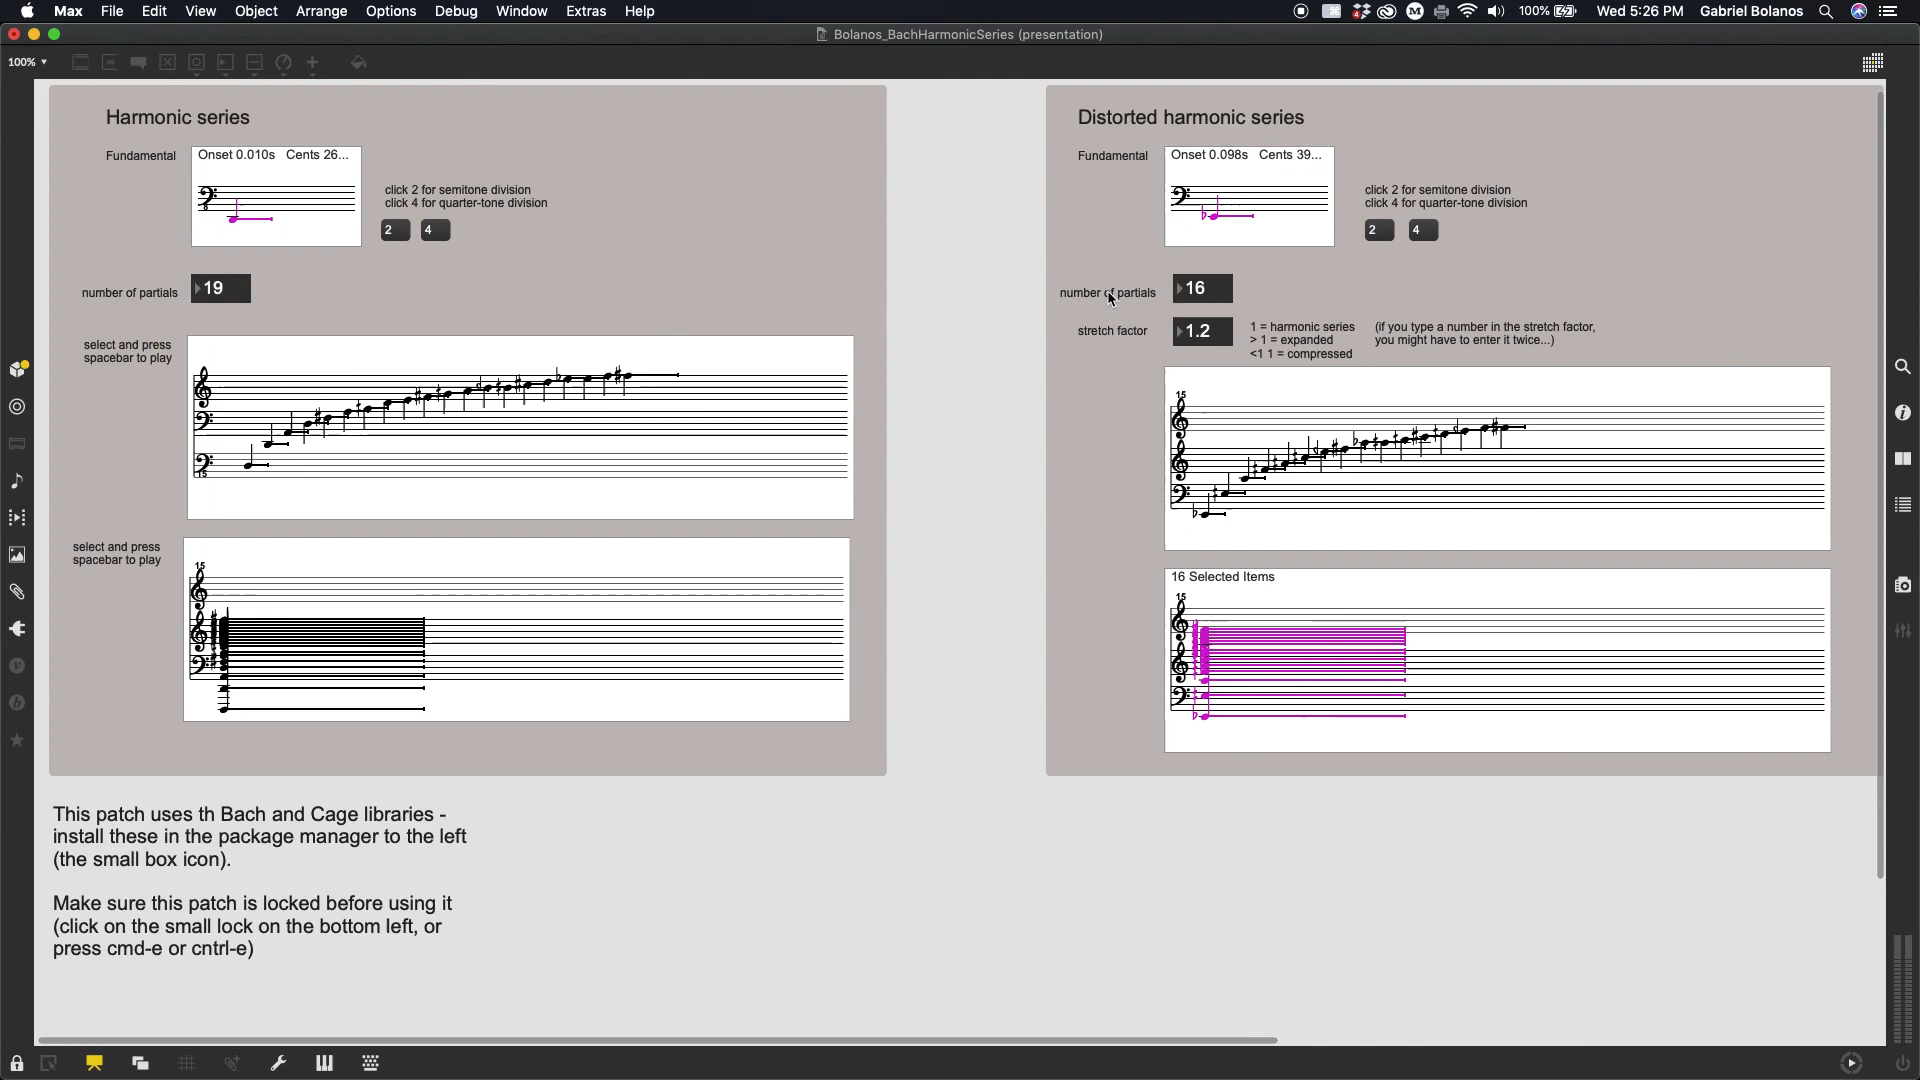 Max File Edit View Object Arrange Options Debug Window Extras Help
100% Wed 5:26 PM Gabriel Bolanos
Bolanos_BachHarmonicSeries (presentation)
100%
Harmonic series
Fundamental
Onset 0.010s Cents 26...
8
click 2 for semitone division
click 4 for quarter-tone division
2 4
number of partials
19
select and press
spacebar to play
15
select and press
spacebar to play
15
Distorted harmonic series
Fundamental
Onset 0.098s Cents 39...
click 2 for semitone division
click 4 for quarter-tone division
2 4
number of partials
16
stretch factor
1.2
1 = harmonic series
> 1 = expanded
<1 1 = compressed
(if you type a number in the stretch factor,
you might have to enter it twice...)
15
16 Selected Items
15
This patch uses th Bach and Cage libraries -
install these in the package manager to the left
(the small box icon).
Make sure this patch is locked before using it
(click on the small lock on the bottom left, or
press cmd-e or cntrl-e)